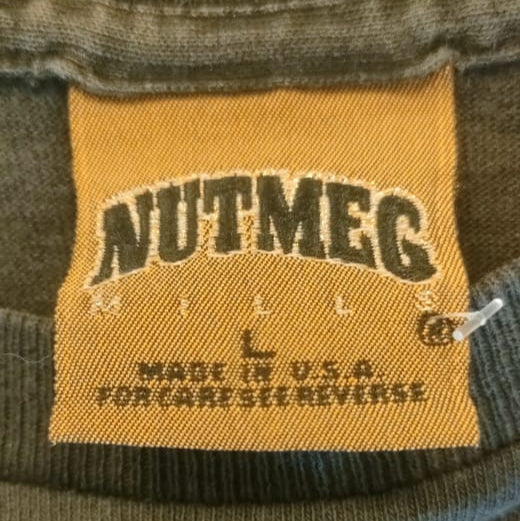 NUTMEG
MILLS
®
L
MADE IN U.S.A.
FOR CARE SEE REVERSE